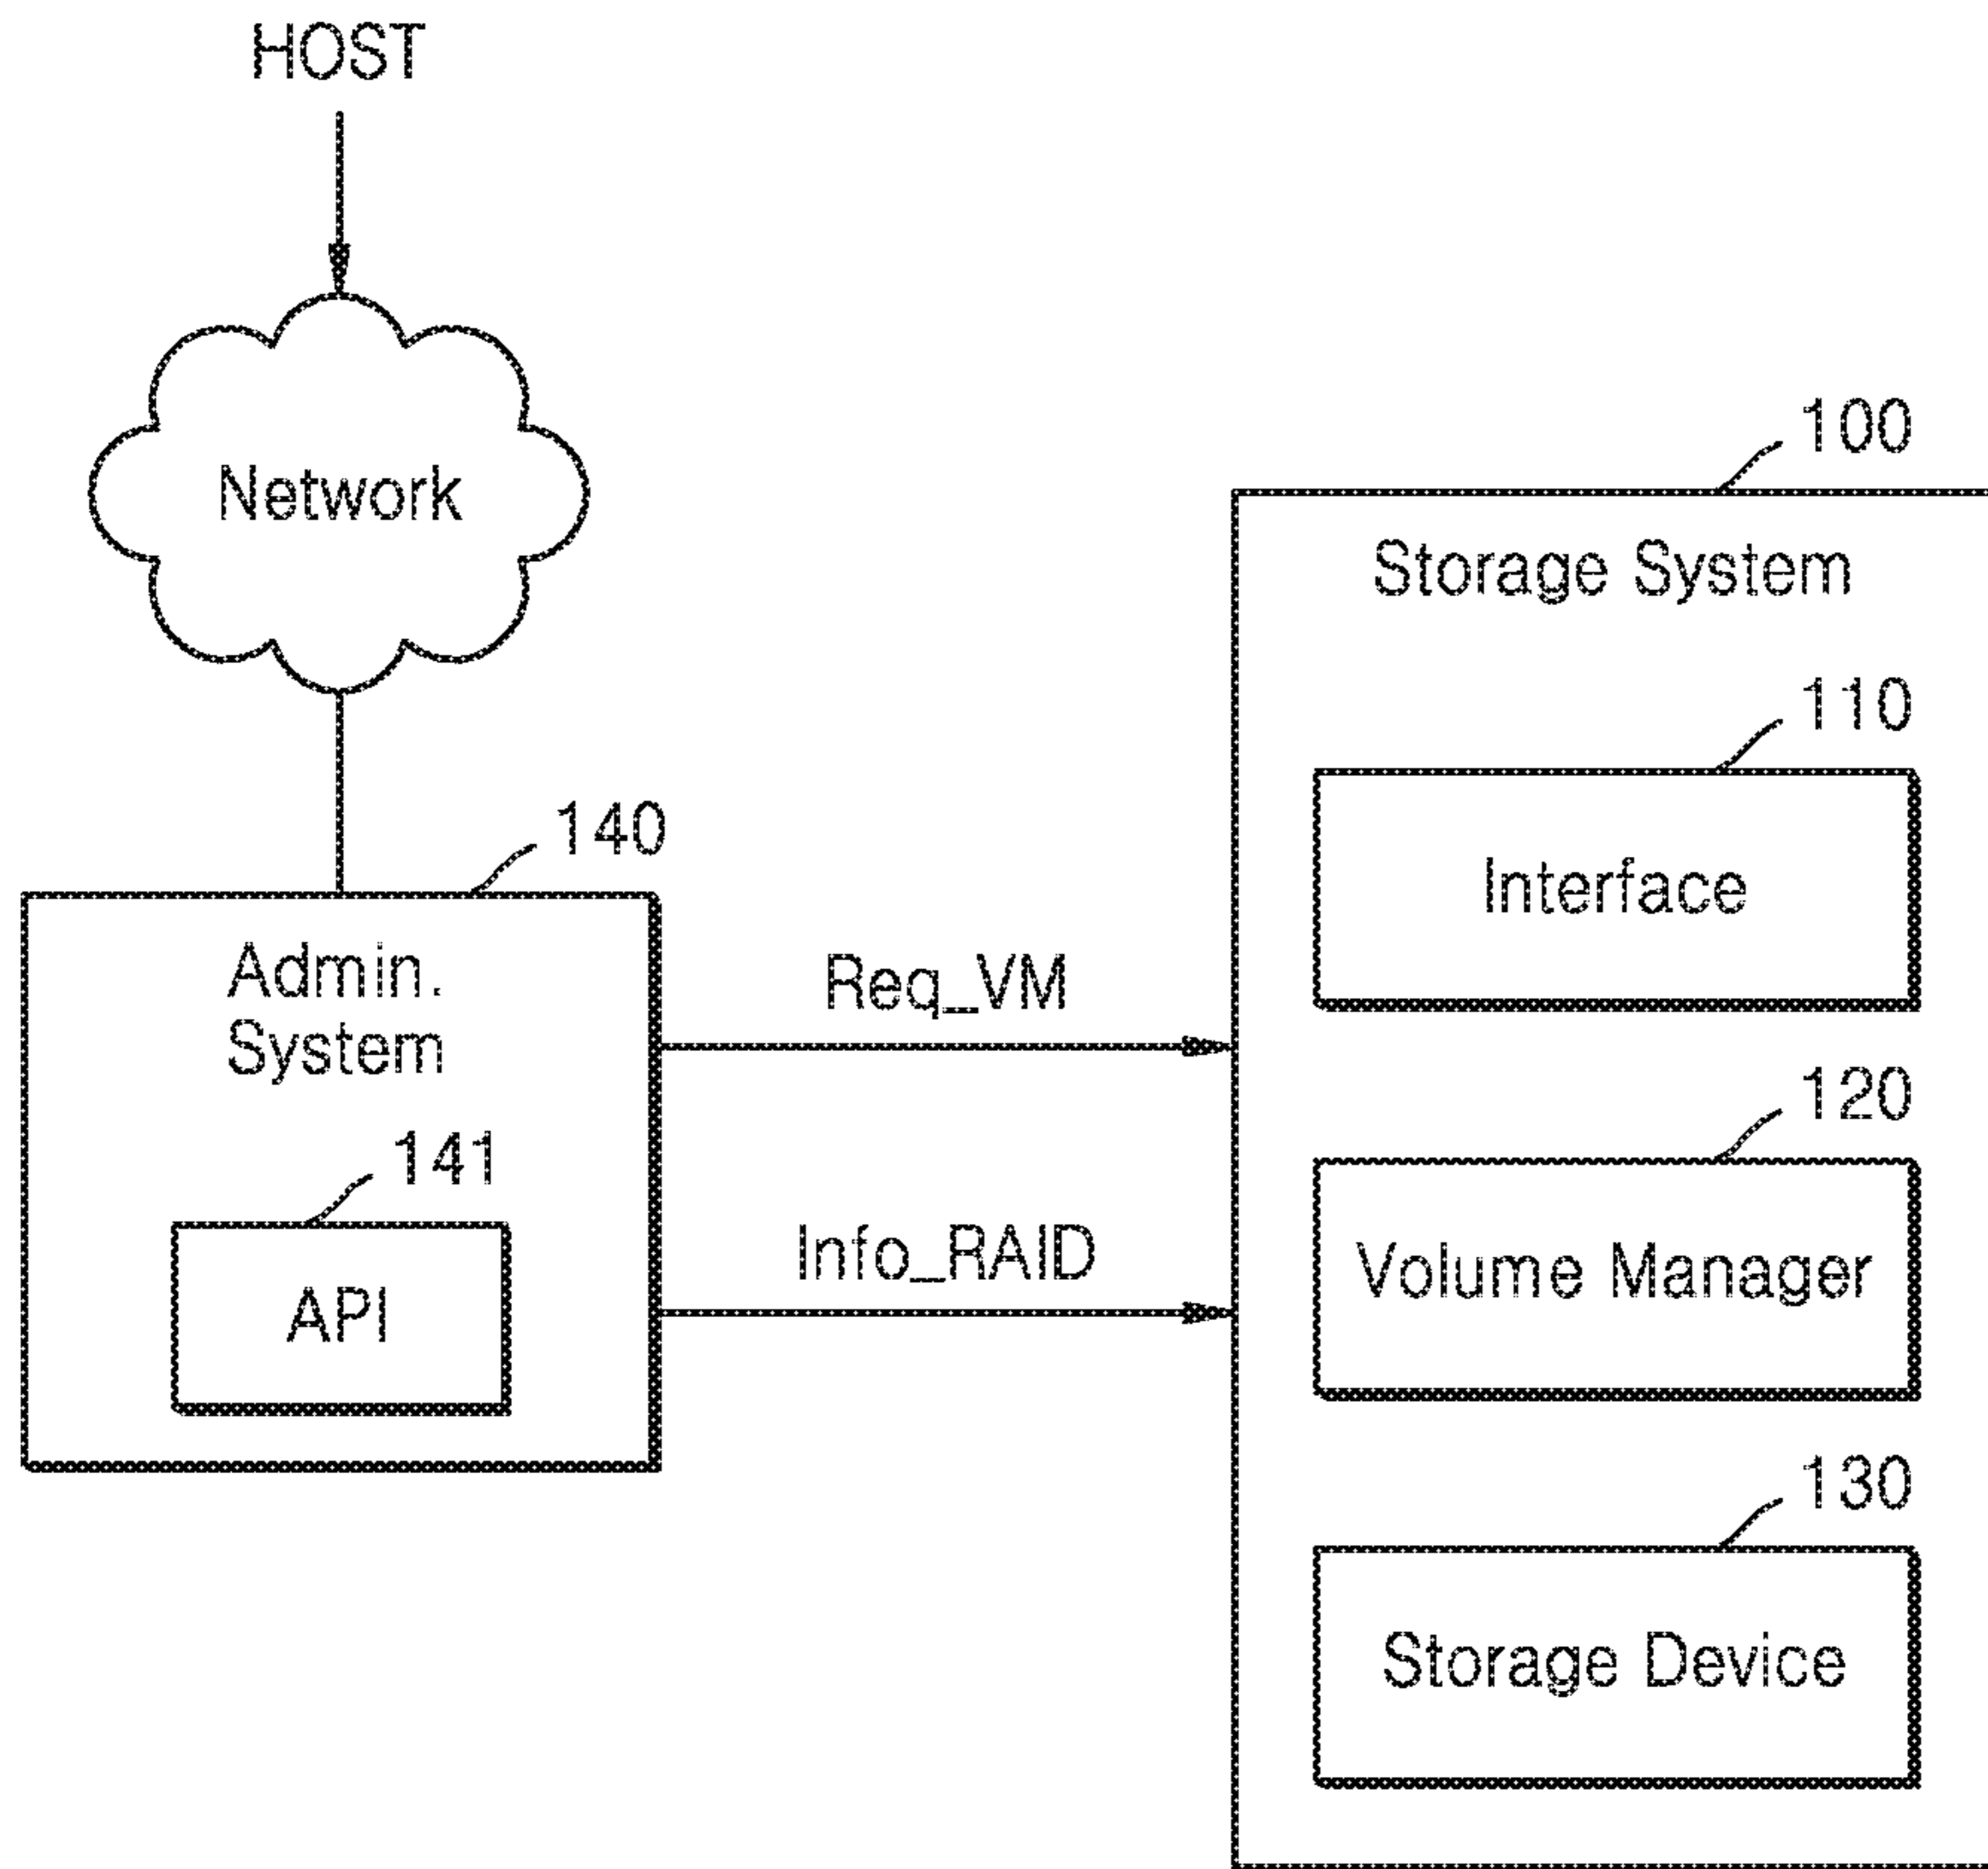 HOST
Network
100
Storage System
110
Interface
140
Admin.
System
Req_VM
120
Volume Manager
141
API
Info_RAID
130
Storage Device